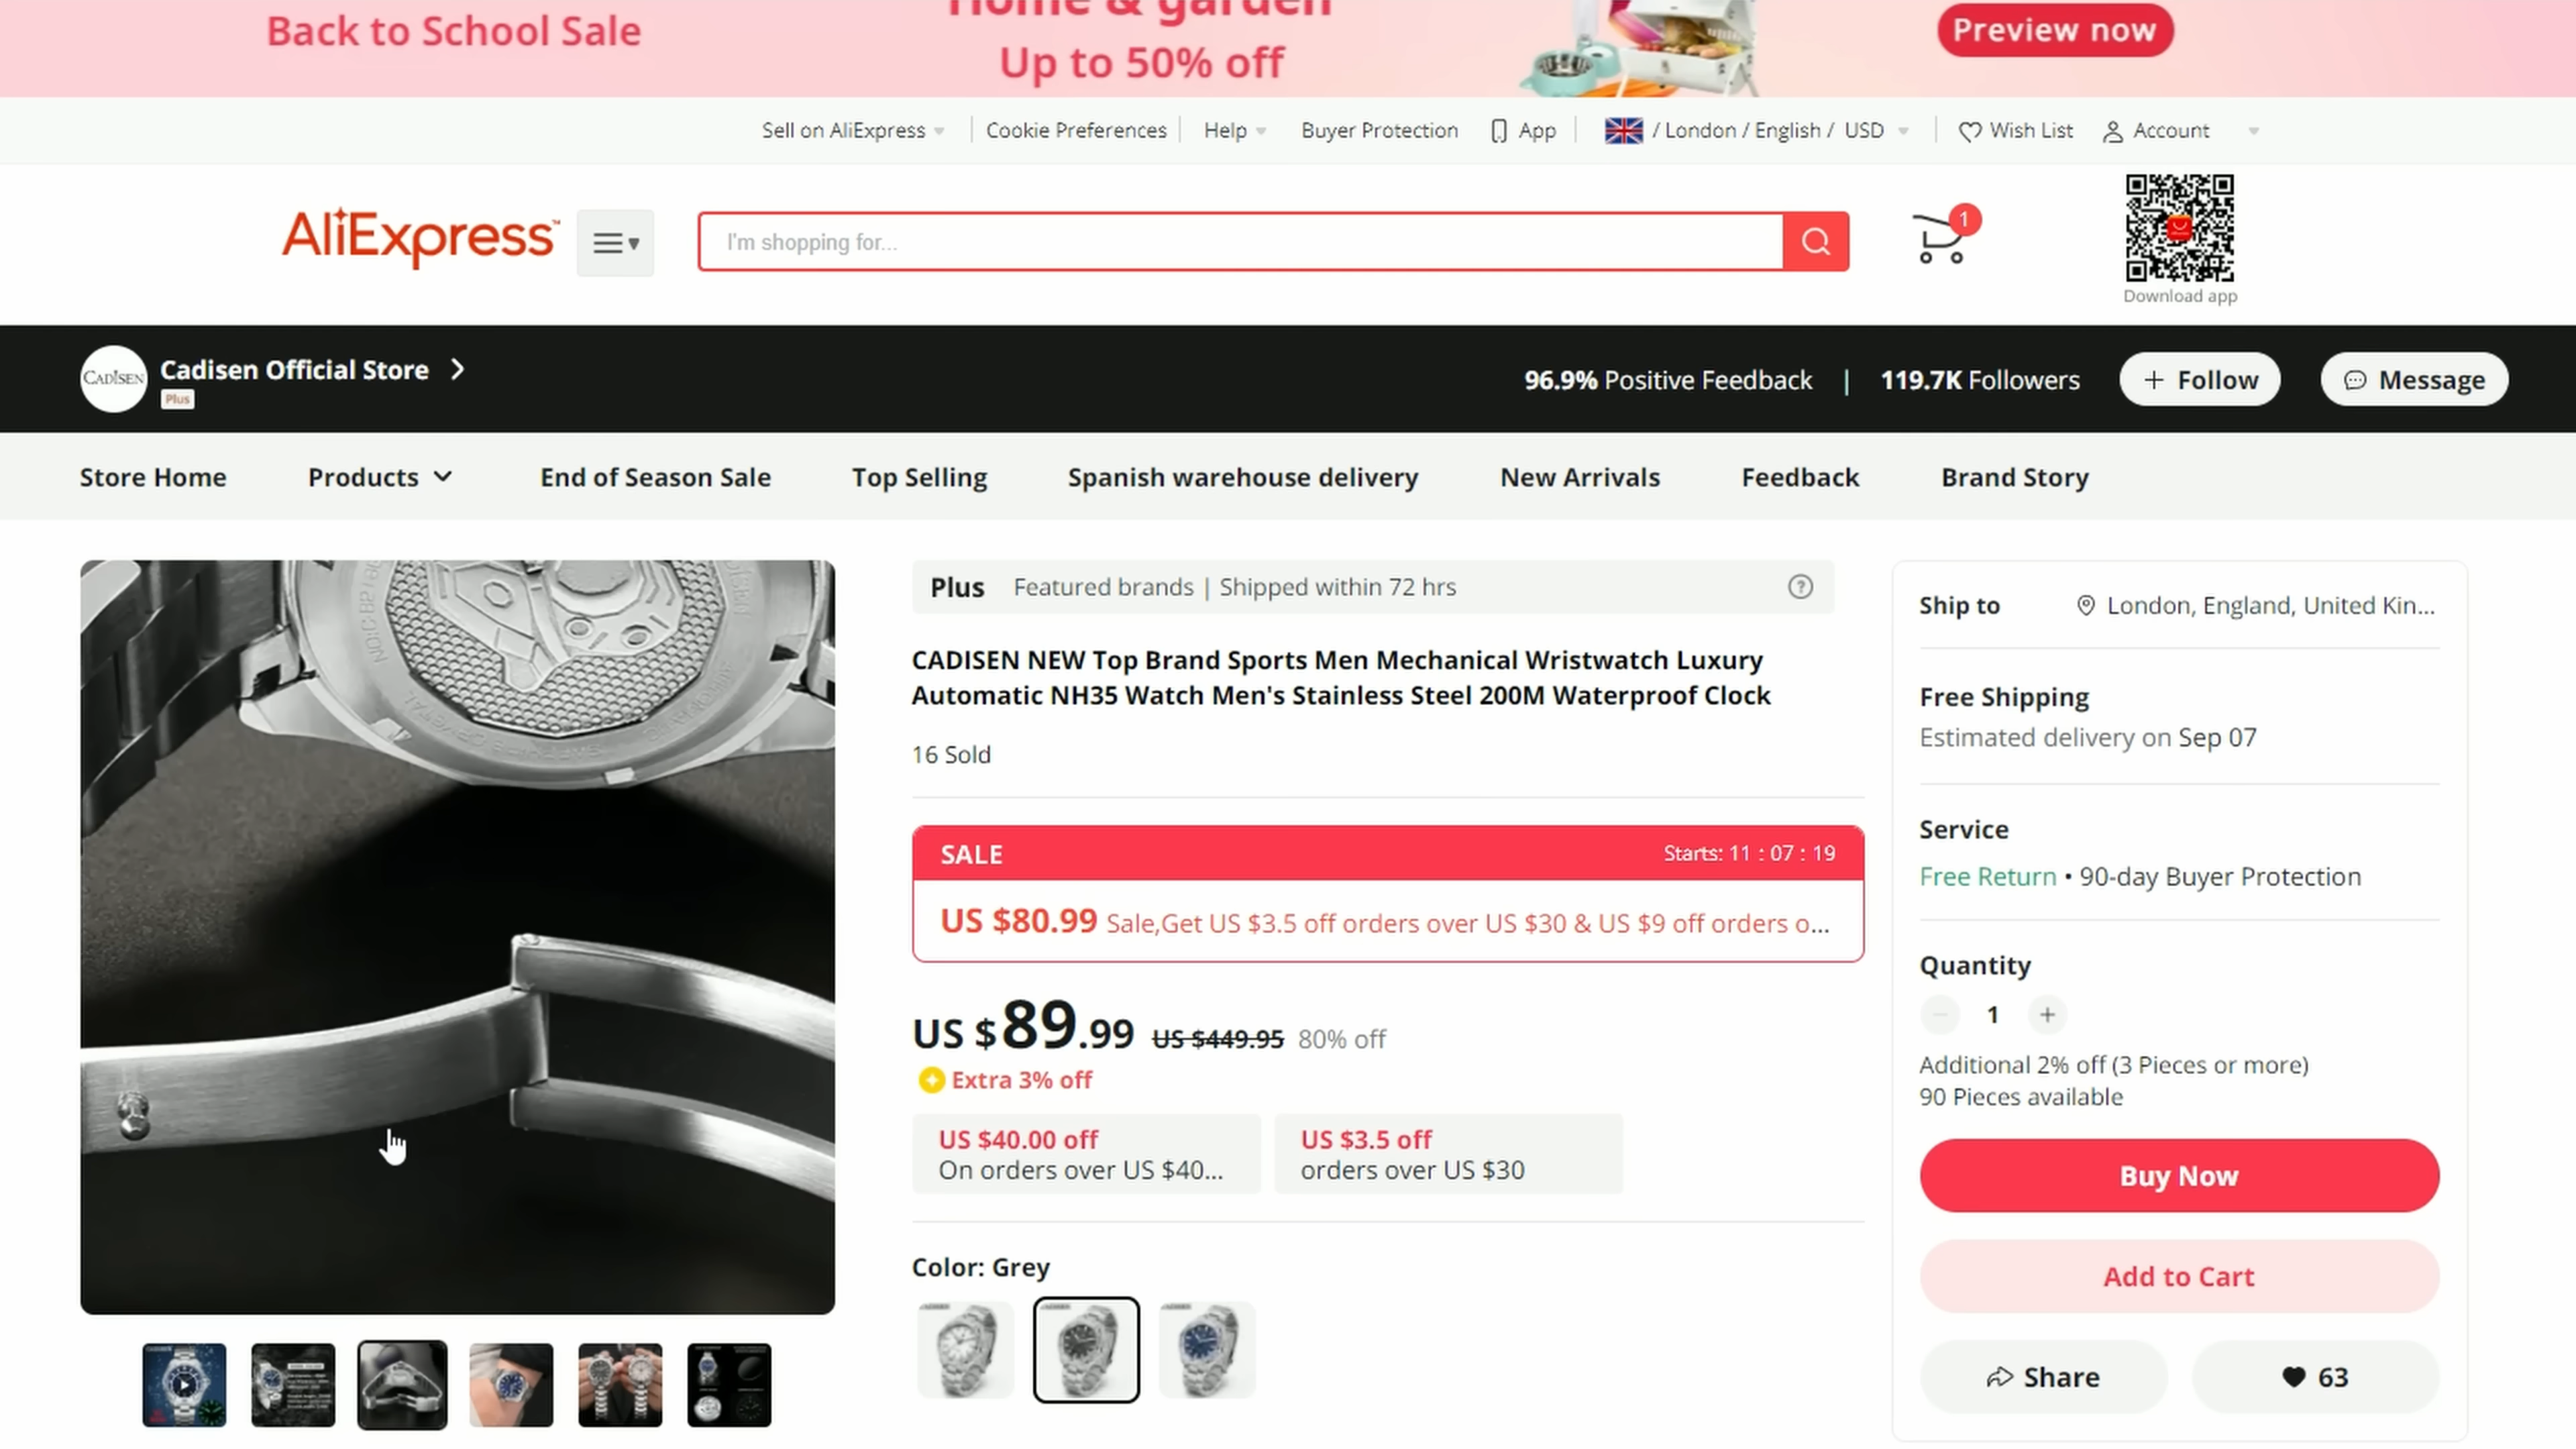 Back to School Sale
Home & garden
Up to 50% off
Preview now
Sell on AliExpress
Cookie Preferences
Help
Buyer Protection
App
/ London / English / USD
Wish List
Account
AliExpress™
I'm shopping for...
1
Download app
CADISEN
Cadisen Official Store
Plus
96.9% Positive Feedback | 119.7K Followers
+ Follow
Message
Store Home
Products
End of Season Sale
Top Selling
Spanish warehouse delivery
New Arrivals
Feedback
Brand Story
Plus Featured brands | Shipped within 72 hrs
CADISEN NEW Top Brand Sports Men Mechanical Wristwatch Luxury
Automatic NH35 Watch Men's Stainless Steel 200M Waterproof Clock
16 Sold
SALE
Starts: 11 : 07 : 19
US $80.99 Sale,Get US $3.5 off orders over US $30 & US $9 off orders o...
US $89.99 US $449.95 80% off
Extra 3% off
US $40.00 off
On orders over US $40...
US $3.5 off
orders over US $30
Color: Grey
Ship to
London, England, United Kin...
Free Shipping
Estimated delivery on Sep 07
Service
Free Return • 90-day Buyer Protection
Quantity
1
Additional 2% off (3 Pieces or more)
90 Pieces available
Buy Now
Add to Cart
Share
63